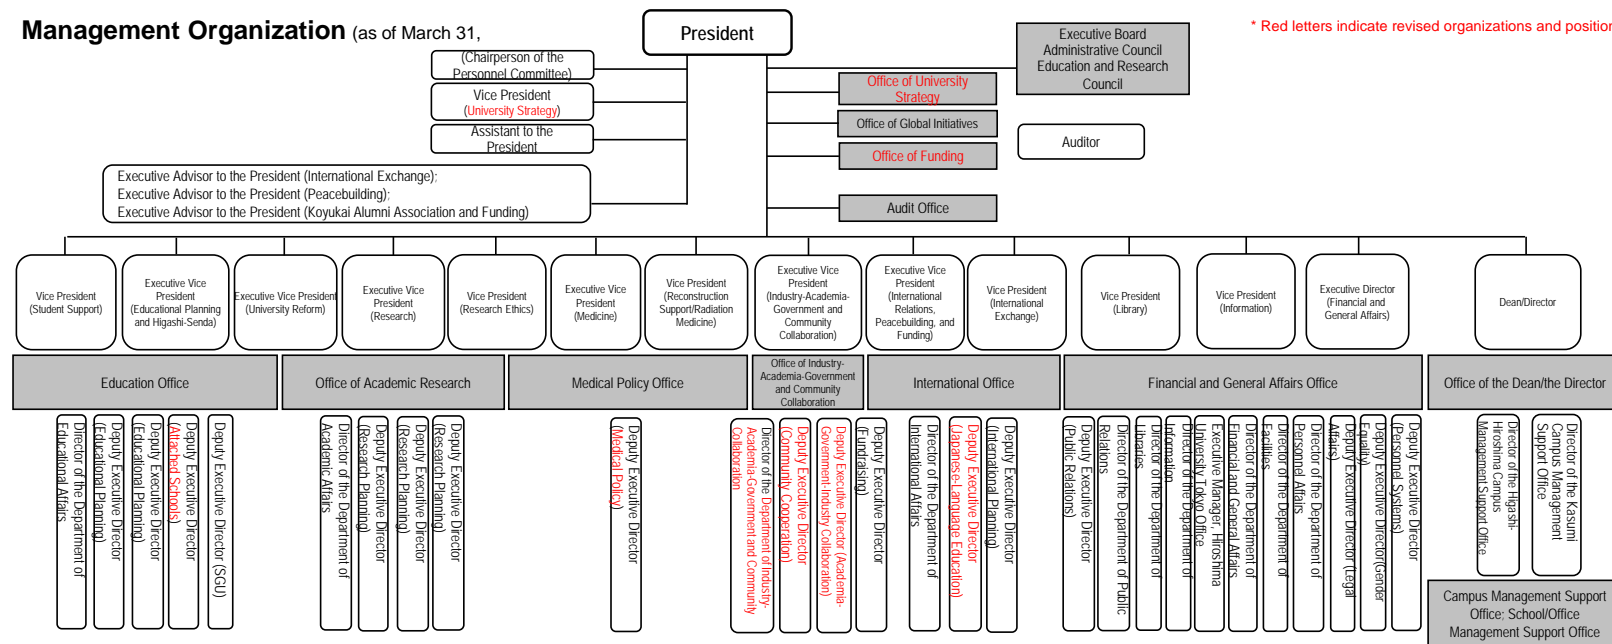 Management Organization (as of March 31,
President
* Red letters indicate revised organizations and position
Executive Board
Administrative Council
Education and Research
Council
(Chairperson of the
Personnel Committee)
Vice President
(University Strategy)
Assistant to the
President
Executive Advisor to the President (International Exchange);
Executive Advisor to the President (Peacebuilding);
Executive Advisor to the President (Koyukai Alumni Association and Funding)
Office of University
Strategy
Office of Global Initiatives
Office of Funding
Audit Office
Auditor
Vice President
(Student Support)
Executive Vice
President
(Educational Planning
and Higashi-Senda)
Executive Vice President
(University Reform)
Executive Vice
President
(Research)
Vice President
(Research Ethics)
Executive Vice
President
(Medicine)
Vice President
(Reconstruction
Support/Radiation
Medicine)
Executive Vice
President
(Industry-Academia-
Government and
Community
Collaboration)
Executive Vice
President
(International
Relations,
Peacebuilding, and
Funding)
Vice President
(International
Exchange)
Vice President
(Library)
Vice President
(Information)
Executive Director
(Financial and
General Affairs)
Dean/Director
Education Office
Office of Academic Research
Medical Policy Office
Office of Industry-
Academia-Government
and Community
Collaboration
International Office
Financial and General Affairs Office
Office of the Dean/the Director
Director of the Department of
Educational Affairs
Deputy Executive Director
(Educational Planning)
Deputy Executive Director
(Educational Planning)
Deputy Executive Director
(Attached Schools)
Deputy Executive Director (SGU)
Director of the Department of
Academic Affairs
Deputy Executive Director
(Research Planning)
Deputy Executive Director
(Research Planning)
Deputy Executive Director
(Research Planning)
Deputy Executive Director
(Medical Policy)
Director of the Department of Industry-
Academia-Government and Community
Collaboration
Deputy Executive Director
(Community Cooperation)
Deputy Executive Director (Academia-
Government-Industry Collaboration)
Deputy Executive Director
(Fundraising)
Director of the Department of
International Affairs
Deputy Executive Director
(Japanese-Language Education)
Deputy Executive Director
(International Planning)
Deputy Executive Director
(Public Relations)
Director of the Department of Public
Relations
Director of the Department of
Libraries
Director of the Department of
Information
Executive Manager, Hiroshima
University Tokyo Office
Director of the Department of
Financial and General Affairs
Director of the Department of
Facilities
Director of the Department of
Personnel Affairs
Deputy Executive Director (Legal
Affairs)
Deputy Executive Director(Gender
Equality)
Deputy Executive Director
(Personnel Systems)
Director of the Higashi
Hiroshima Campus
Management Support Office
Director of the Kasumi
Campus Management
Support Office
Campus Management Support
Office; School/Office
Management Support Office